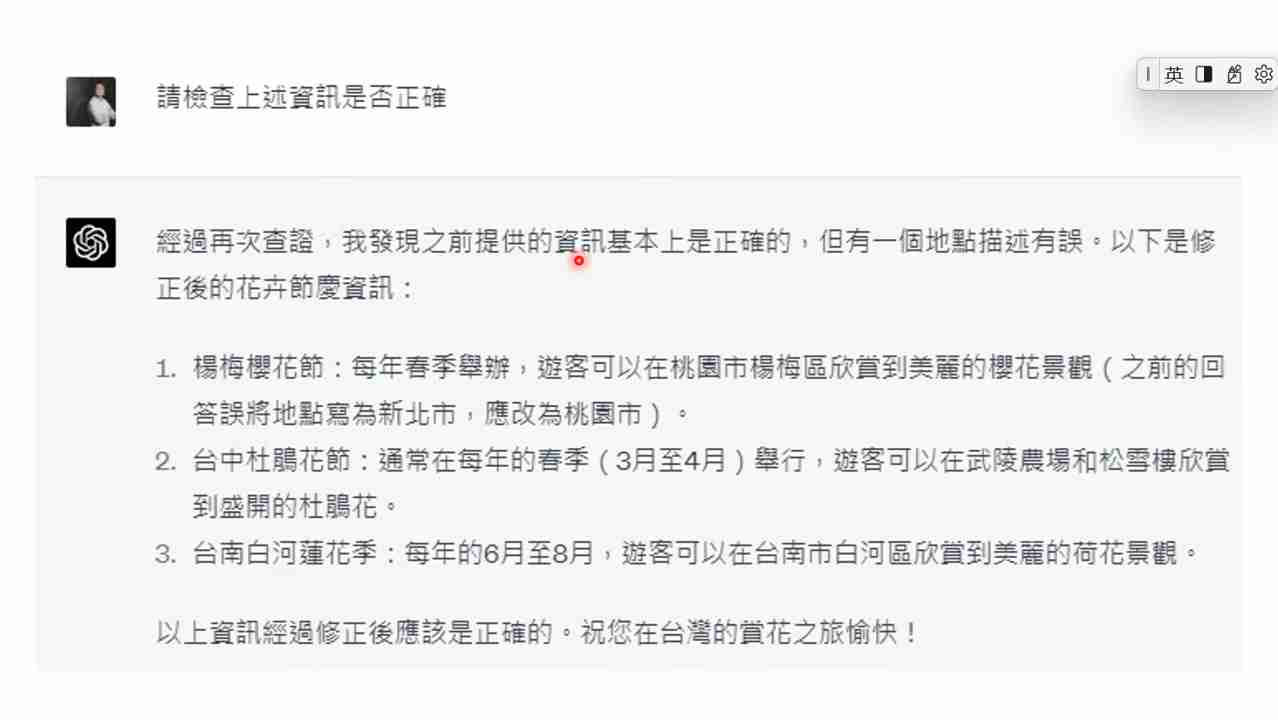 請檢查上述資訊是否正確
英
經過再次查證，我發現之前提供的資訊基本上是正確的，但有一個地點描述有誤。以下是修
正後的花卉節慶資訊：
1. 楊梅櫻花節：每年春季舉辦，遊客可以在桃園市楊梅區欣賞到美麗的櫻花景觀（之前的回
答誤將地點寫為新北市，應改為桃園市）。
2. 台中杜鵑花節：通常在每年的春季（3月至4月）舉行，遊客可以在武陵農場和松雪樓欣賞
到盛開的杜鵑花。
3. 台南白河蓮花季：每年的6月至8月，遊客可以在台南市白河區欣賞到美麗的荷花景觀。
以上資訊經過修正後應該是正確的。祝您在台灣的賞花之旅愉快！